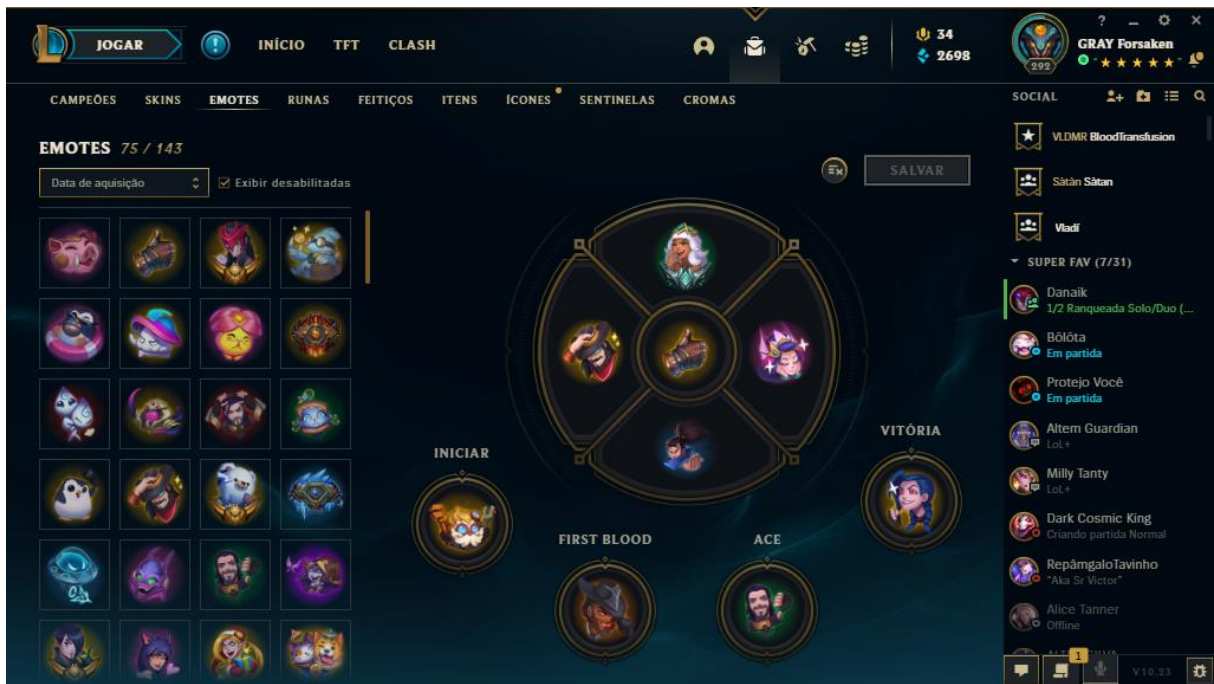 JOGAR
INÍCIO TFT CLASH
34
2698
292
GRAY Forsaken
CAMPEÕES SKINS EMOTES RUNAS FEITIÇOS ITENS ÍCONES SENTINELAS CROMAS
SOCIAL
EMOTES 75 / 143
Data de aquisição
Exibir desabilitadas
SALVAR
INICIAR
FIRST BLOOD
ACE
VITÓRIA
VLDMR BloodTransfusion
Sàtàn Sàtan
Vladí
SUPER FAV (7/31)
Danaik
1/2 Ranqueada Solo/Duo (...
Bôlôta
Em partida
Protejo Você
Em partida
Altem Guardian
LoL+
Milly Tanty
LoL+
Dark Cosmic King
Criando partida Normal
RepâmgaloTavinho
"Aka Sr Victor"
Alice Tanner
Offline
1
V10.23